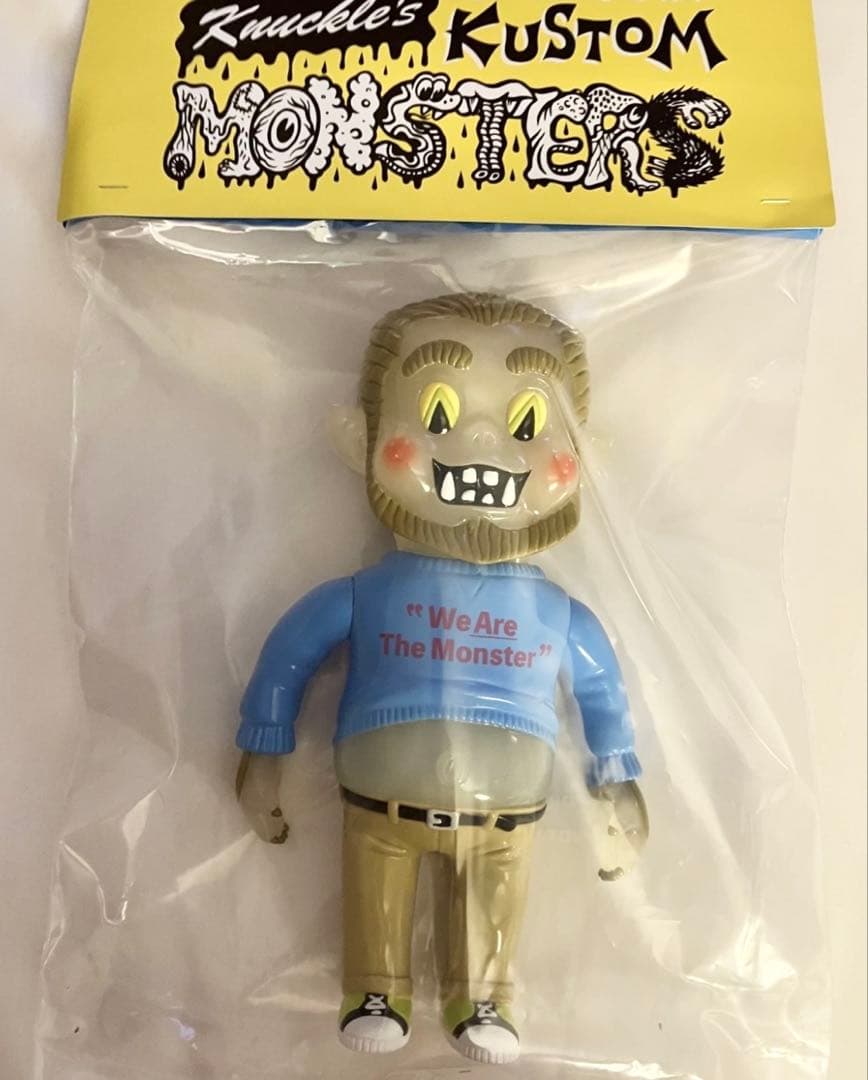 Knuckle's
KUSTOM
MONSTERS
“We Are
The Monster”